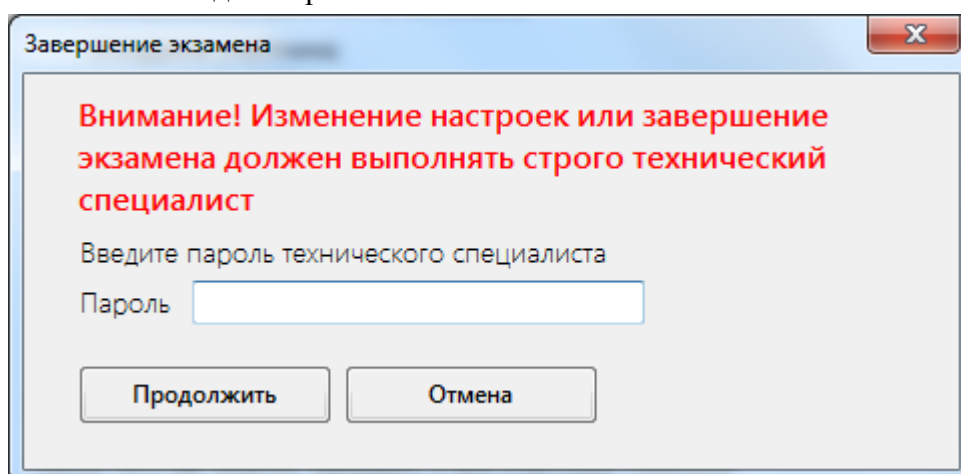 Завершение экзамена
Внимание! Изменение настроек или завершение
экзамена должен выполнять строго технический
специалист
Введите пароль технического специалиста
Пароль
Продолжить Отмена